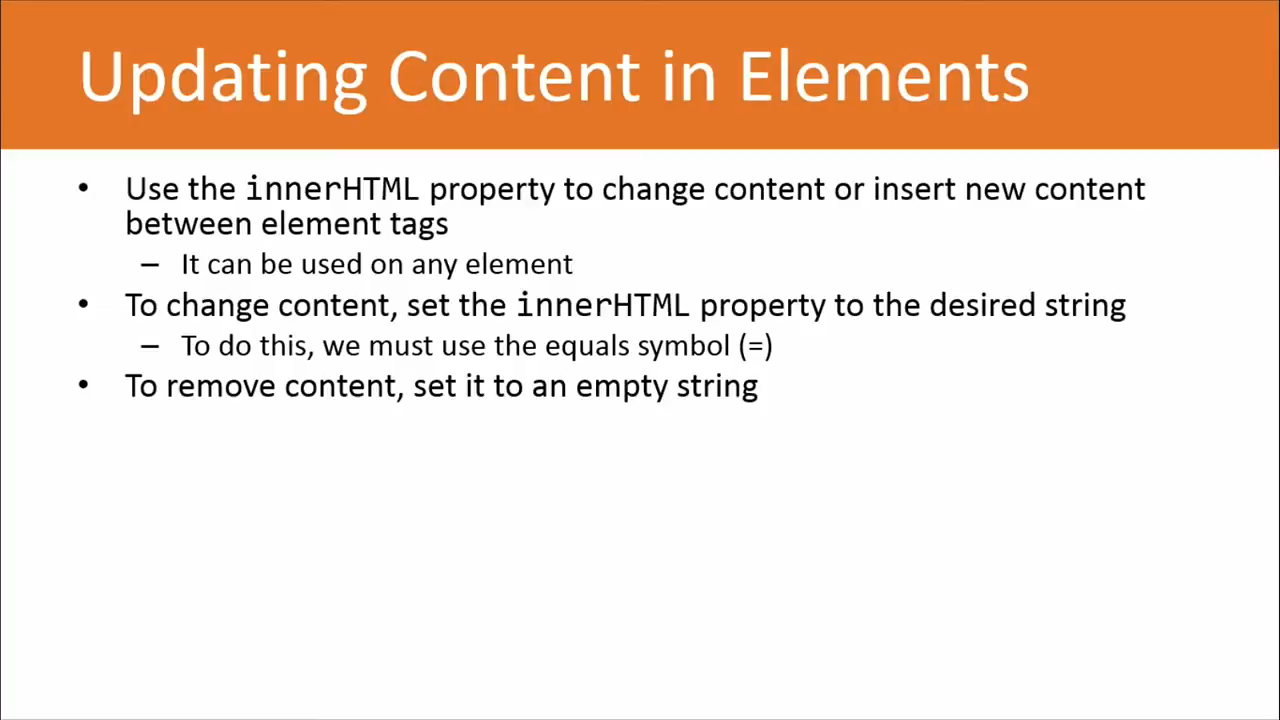 Updating Content in Elements
• Use the innerHTML property to change content or insert new content
between element tags
– It can be used on any element
• To change content, set the innerHTML property to the desired string
– To do this, we must use the equals symbol (=)
• To remove content, set it to an empty string